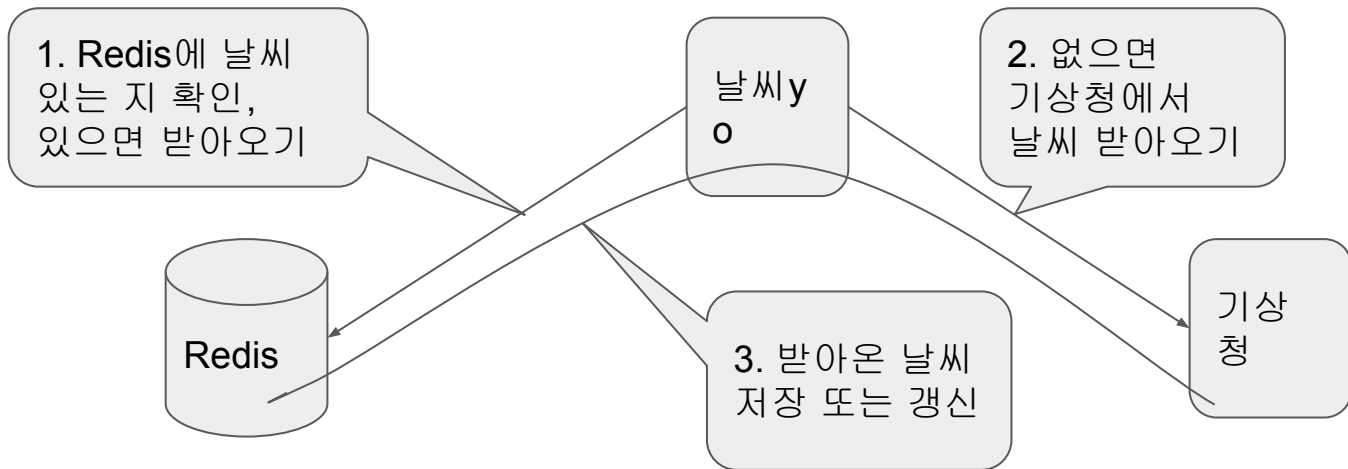 1. Redis에 날씨
있는 지 확인,
있으면 받아오기
날씨y
o
2. 없으면
기상청에서
날씨 받아오기
Redis
3. 받아온 날씨
저장 또는 갱신
기상
청